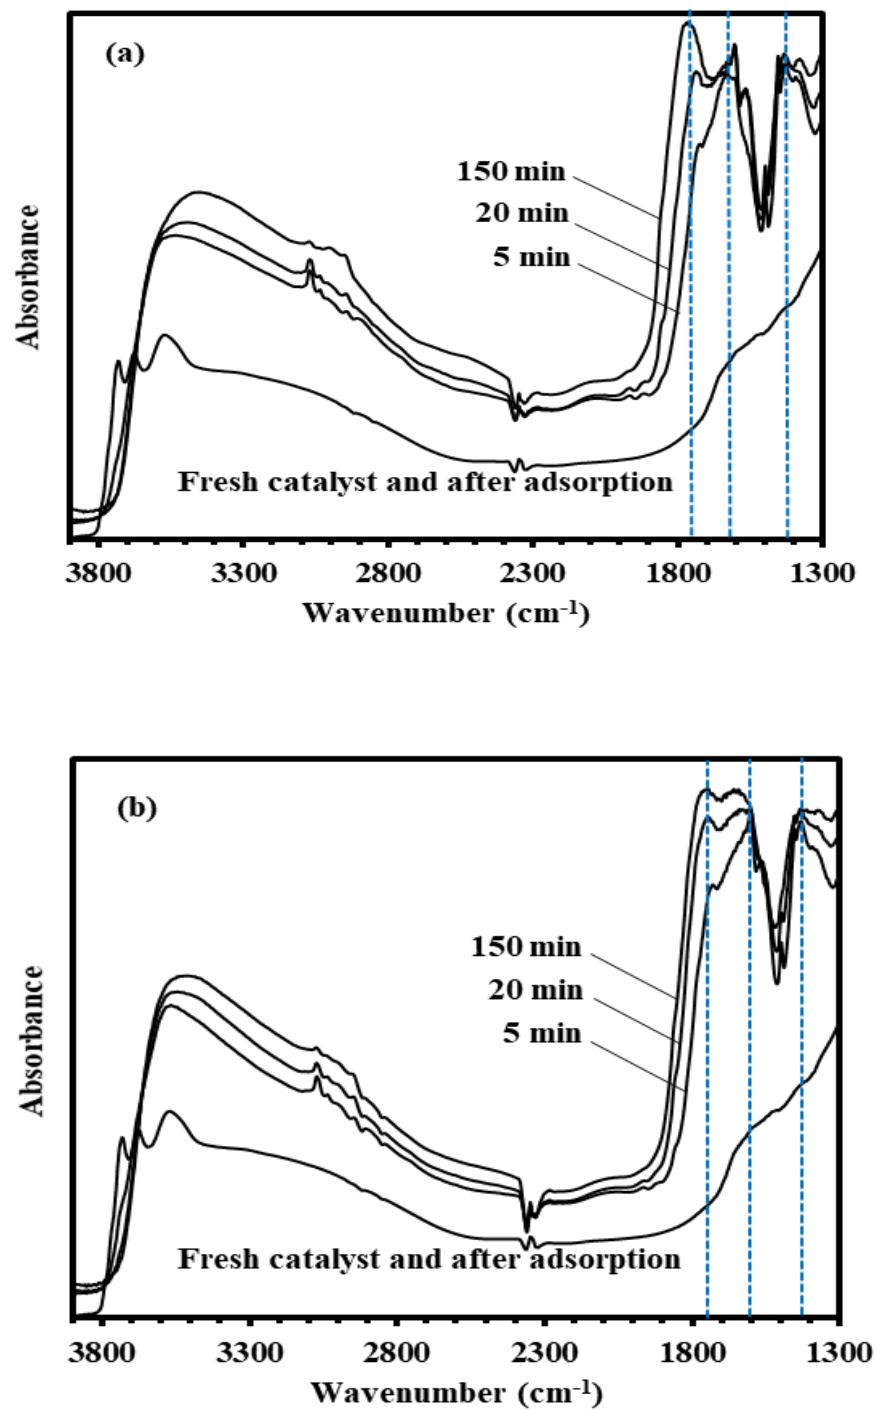 (a)
150 min
20 min
5 min
Absorbance
Fresh catalyst and after adsorption
3800 3300 2800 2300 1800 1300
Wavenumber (cm-1)
(b)
150 min
20 min
5 min
Absorbance
Fresh catalyst and after adsorption
3800 3300 2800 2300 1800 1300
Wavenumber (cm-1)